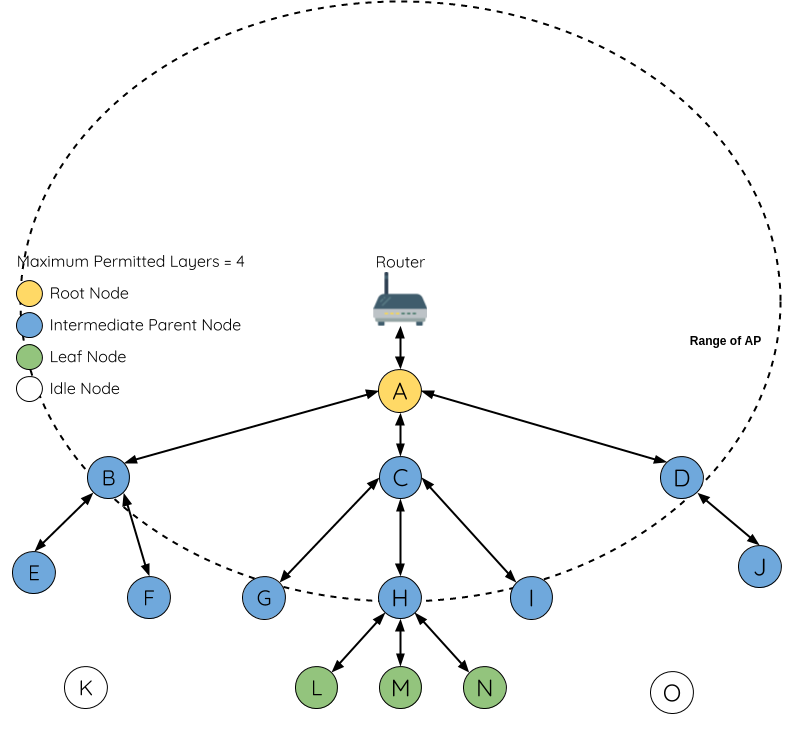 Maximum Permitted Layers = 4
Router
Root Node
Intermediate Parent Node
Range of AP
Leaf Node
Idle Node
A
B
C
D
E
F
G
H
I
J
K
L
M
N
O